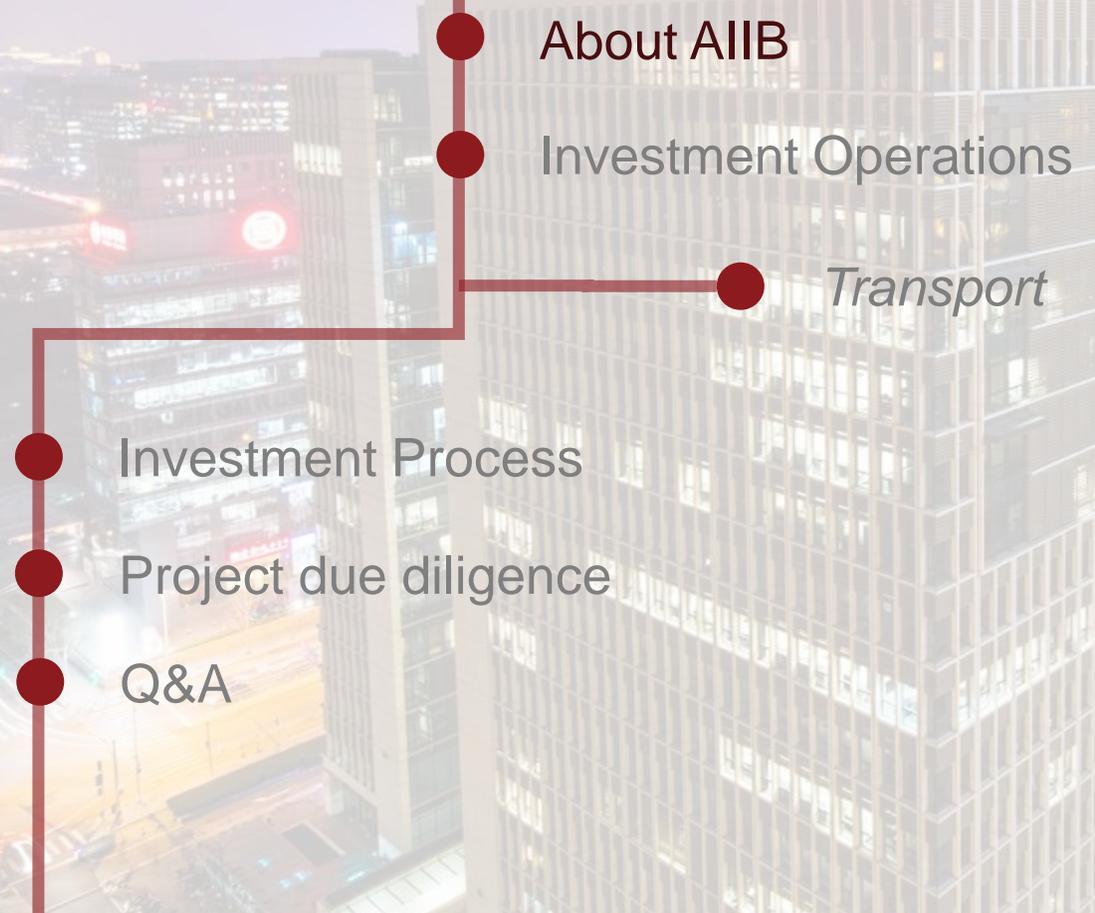 About AIIB
Investment Operations
Transport
Investment Process
Project due diligence
Q&A